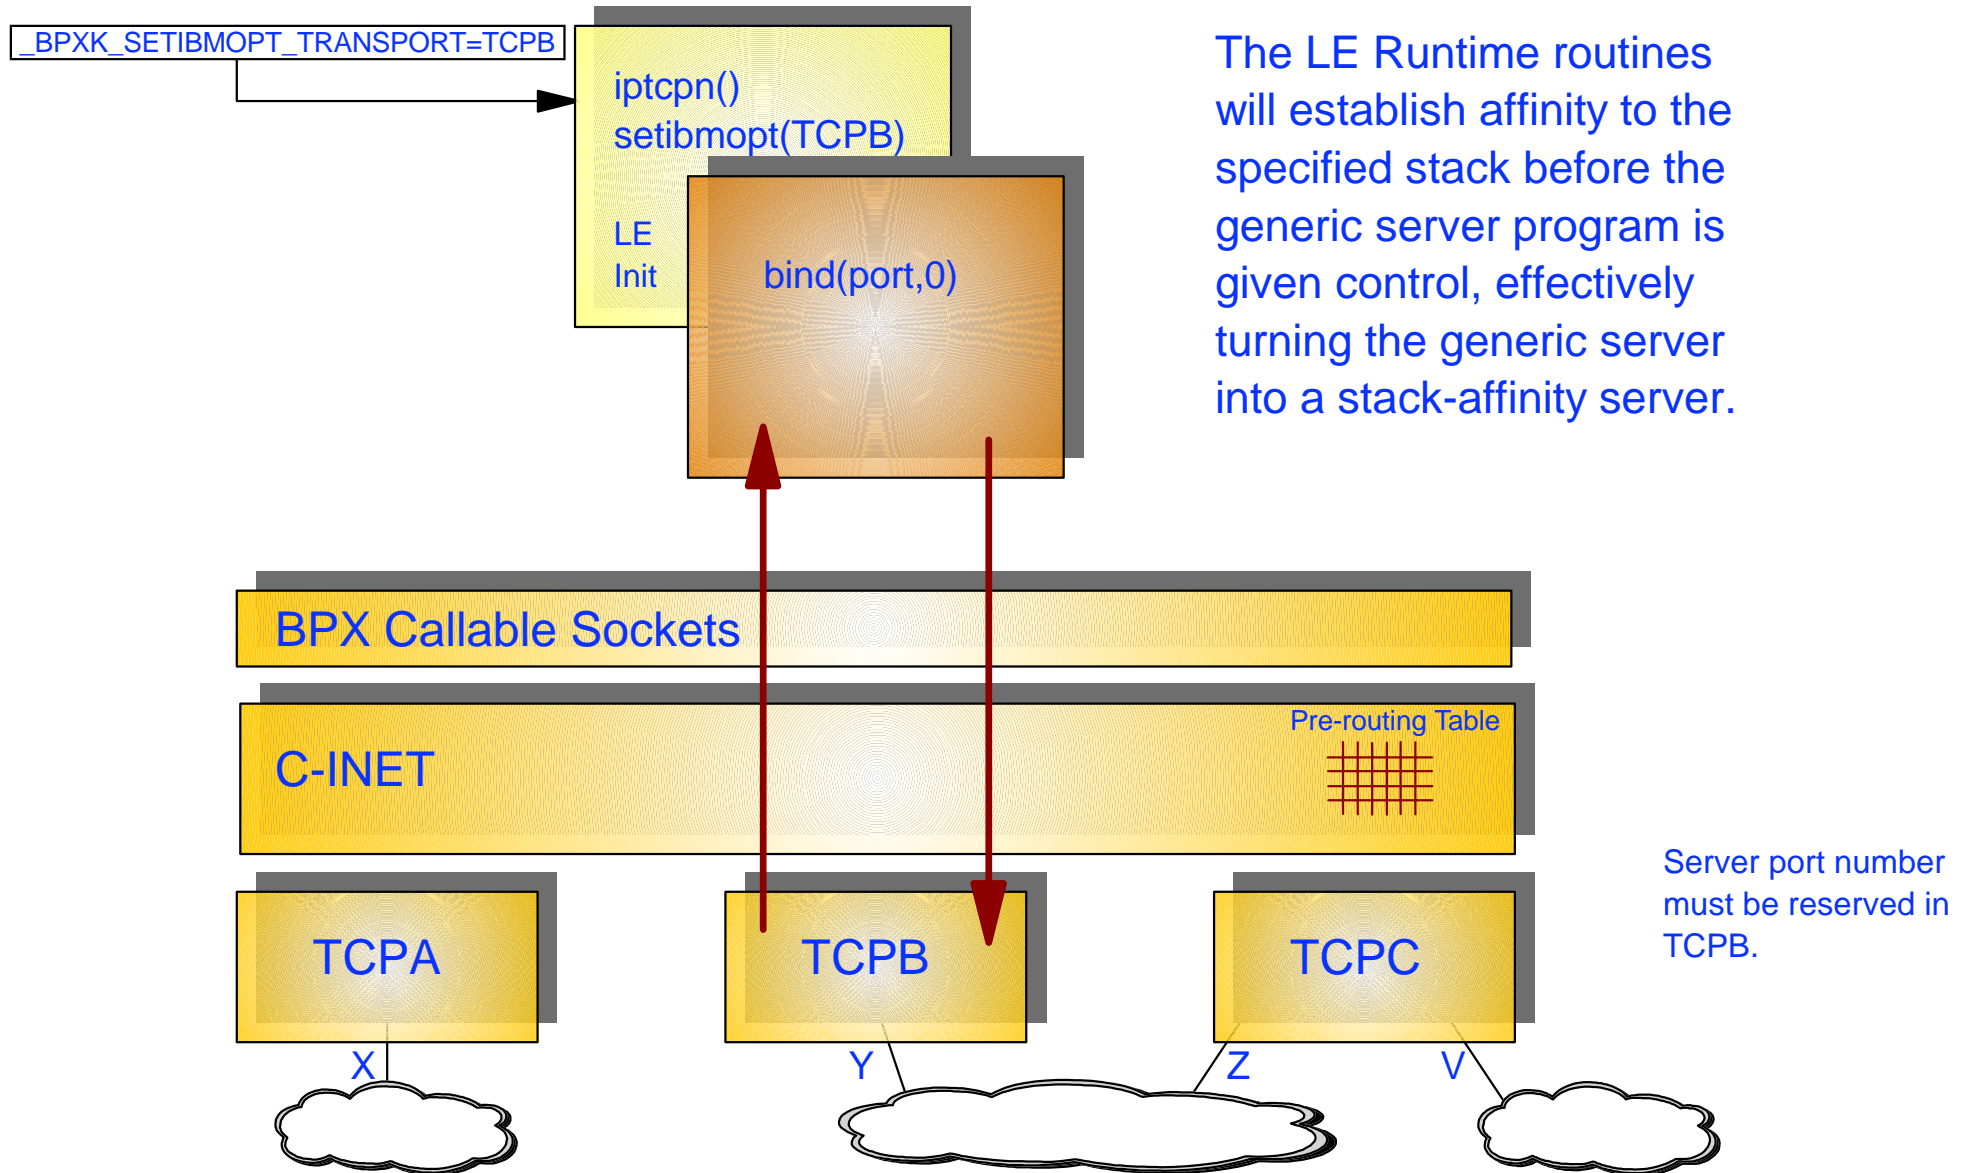 _BPXK_SETIBMOPT_TRANSPORT=TCPB
iptcpn()
setibmopt(TCPB)
LE
Init
bind(port,0)
The LE Runtime routines
will establish affinity to the
specified stack before the
generic server program is
given control, effectively
turning the generic server
into a stack-affinity server.
BPX Callable Sockets
C-INET
Pre-routing Table
Server port number
must be reserved in
TCPB.
TCPA
TCPB
TCPC
X
Y
Z
V